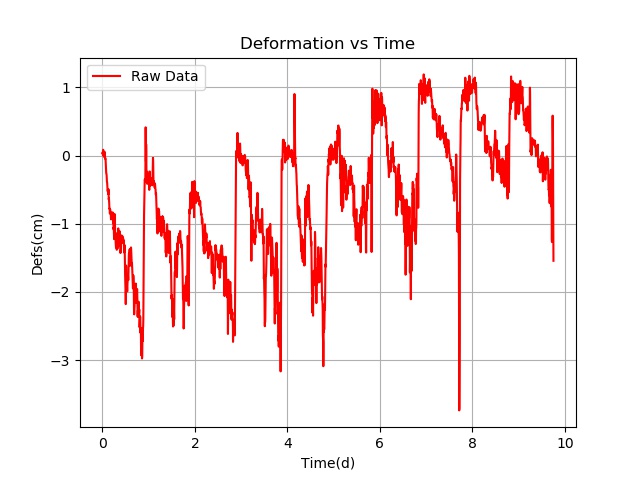 Deformation vs Time
Raw Data
1
0
−1
−2
−3
Defs(cm)
0 2 4 6 8 10
Time(d)